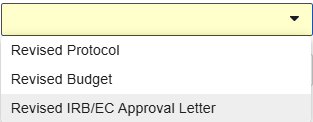 Revised Protocol
Revised Budget
Revised IRB/EC Approval Letter